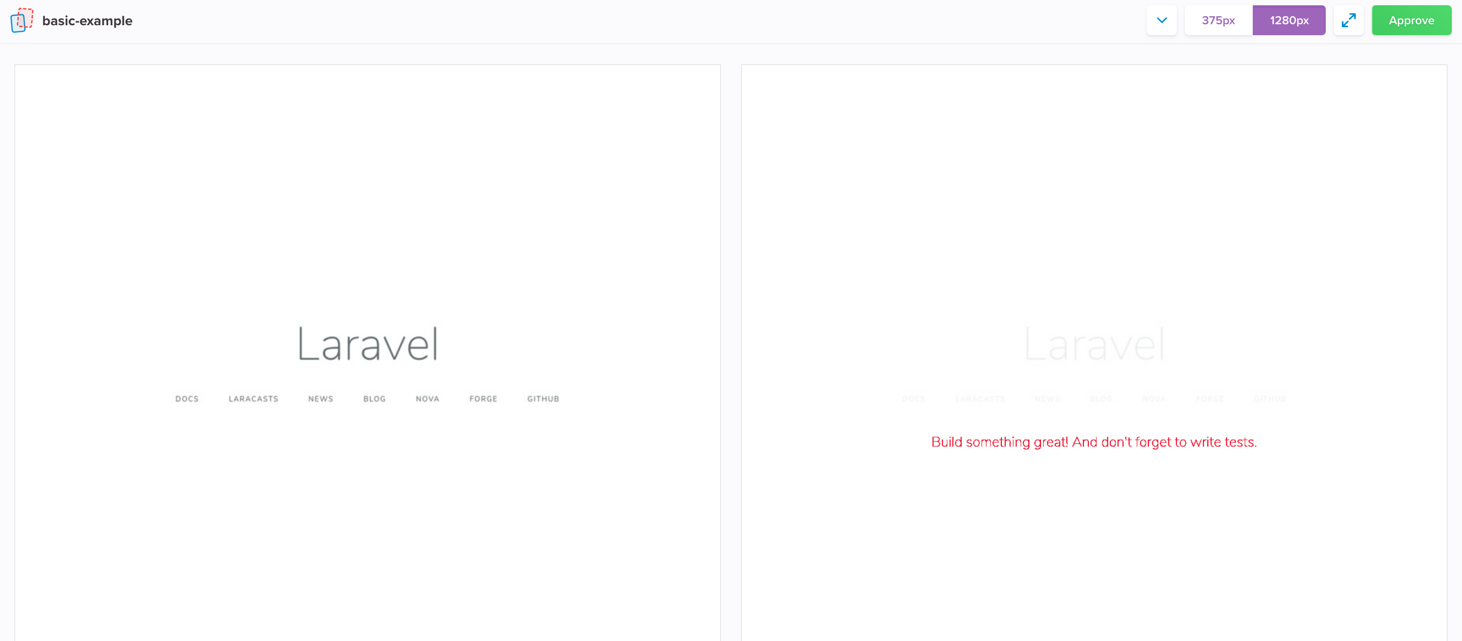 basic-example
375px 1280px Approve
Laravel
DOCS LARACASTS NEWS BLOG NOVA FORGE GITHUB
Laravel
DOCS LARACASTS NEWS BLOG NOVA FORGE GITHUB
Build something great! And don't forget to write tests.